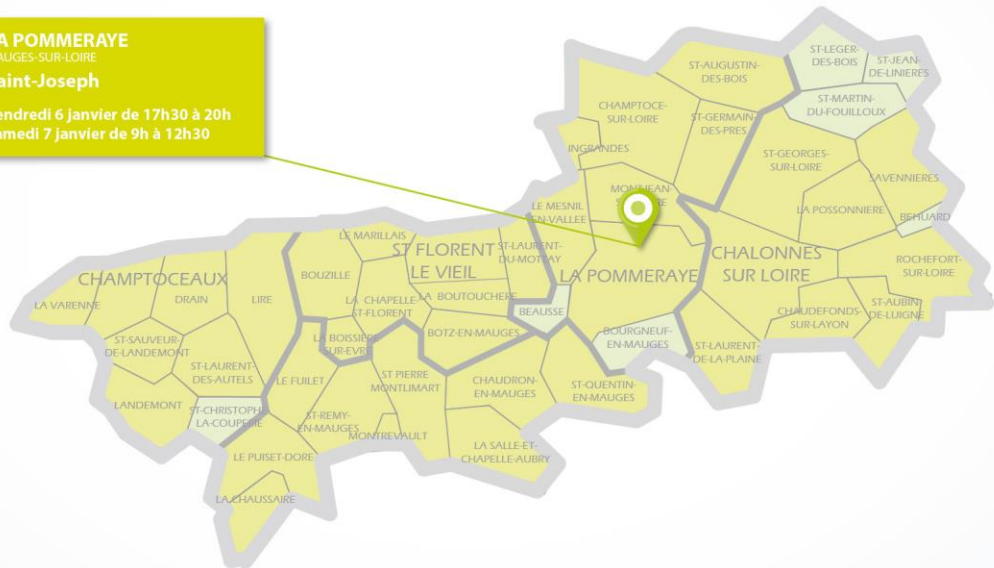 A POMMERAYE
AUGES-SUR-LOIRE
aint-Joseph
endredi 6 janvier de 17h30 à 20h
amedi 7 janvier de 9h à 12h30
ST-LEGER-
DES-BOIS
ST-JEAN-
DE-LINIERES
ST-AUGUSTIN-
DES-BOIS
ST-MARTIN-
DU-FOUILLOUX
CHAMPTOCE-
SUR-LOIRE
ST-GERMAIN-
DES-PRES
INGRANDES
ST-GEORGES-
SUR-LOIRE
SAVENNIERES
LE MESNIL
EN-VALLEE
LA POSSONNIERE
BEHUARD
LE MARILLAIS
ST FLORENT
LE VIEIL
ST-LAURENT-
DU-MOTTAY
LA POMMERAYE
CHALONNES
SUR LOIRE
ROCHEFORT-
SUR-LOIRE
CHAMPTOCEAUX
BOUZILLE
LA VARENNE
DRAIN
LIRE
LA CHAPELLE-
ST-FLORENT
LA BOUTOUCHERE
BEAUSSE
CHAUDEFONDS-
SUR-LAYON
ST-AUBIN-
DE-LUIGNE
LA BOISSIERE
SUR-EVRE
BOTZ-EN-MAUGES
BOURGNEUF-
EN-MAUGES
ST-LAURENT-
DE-LA-PLAINE
ST-SAUVEUR-
DE-LANDEMONT
ST-LAURENT-
DES-AUTELS
LE FUILET
ST PIERRE
MONTLIMART
CHAUDRON-
EN-MAUGES
ST-QUENTIN-
EN-MAUGES
LANDEMONT
ST-CHRISTOPH
LA-COUPERIE
ST-REMY-
EN-MAUGES
MONTREVAULT
LA SALLE-ET-
CHAPELLE-AUBRY
LE PUISET-DORE
LA CHAUSSAIRE